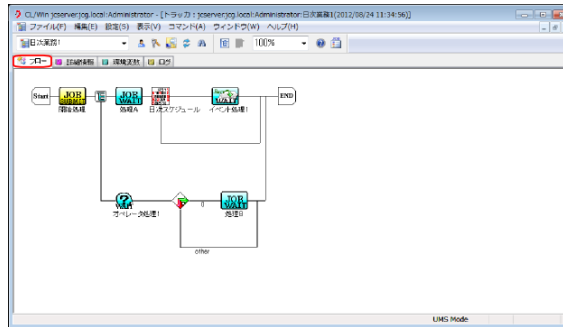 CL/Win jcserver.jcg.local:Administrator - [トラッカ : jcserver.jcg.local:Administrator:日次業務1(2012/08/24 11:34:56)]
ファイル(F) 編集(E) 設定(S) 表示(V) コマンド(A) ウィンドウ(W) ヘルプ(H)
日次業務1 100%
フロー 詳細情報 環境変数 ログ
Start JOB SUBMIT JOB WAIT WAIT END
開始処理 処理A 日次スケジュール イベント処理1
JOB WAIT
オペレータ処理1 0 処理B
other
UMS Mode